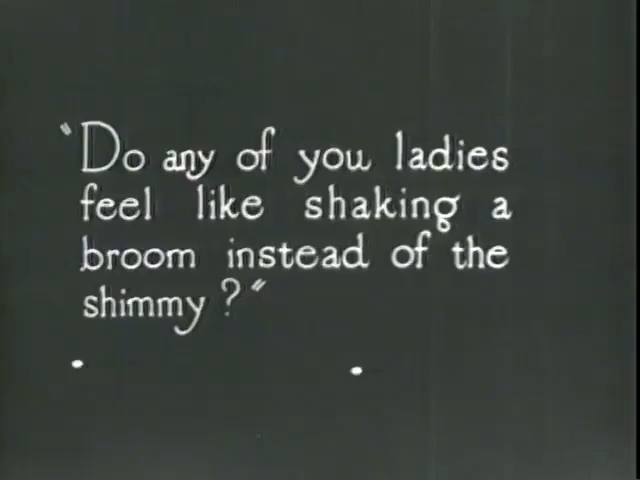 "Do any of you ladies
feel like shaking a
broom instead of the
shimmy?"